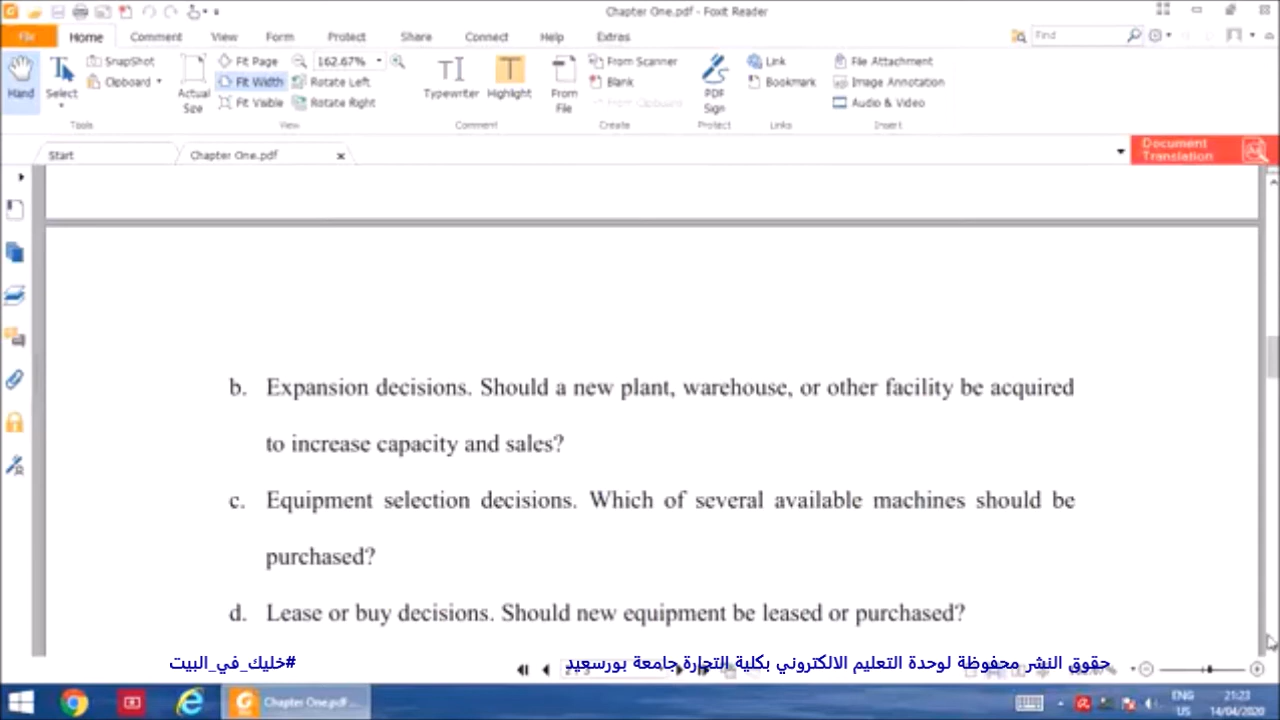 Chapter One.pdf - Foxit Reader
File Home Comment View Form Protect Share Connect Help Extras Find
SnapShot Fit Page 162.67% From Scanner Link File Attachment
Clipboard Fit Width Rotate Left Blank Bookmark Image Annotation
Hand Select Actual Size Fit Visible Rotate Right Typewriter Highlight From File From Clipboard PDF Sign Audio & Video
Tools View Comment Create Protect Links Insert
Start Chapter One.pdf Document Translation
b. Expansion decisions. Should a new plant, warehouse, or other facility be acquired
to increase capacity and sales?
c. Equipment selection decisions. Which of several available machines should be
purchased?
d. Lease or buy decisions. Should new equipment be leased or purchased?
حقوق النشر محفوظة لوحدة التعليم الالكتروني بكلية التجارة جامعة بورسعيد
#خليك_في_البيت
Chapter One.pdf ... ENG 21:23
US 14/04/2020